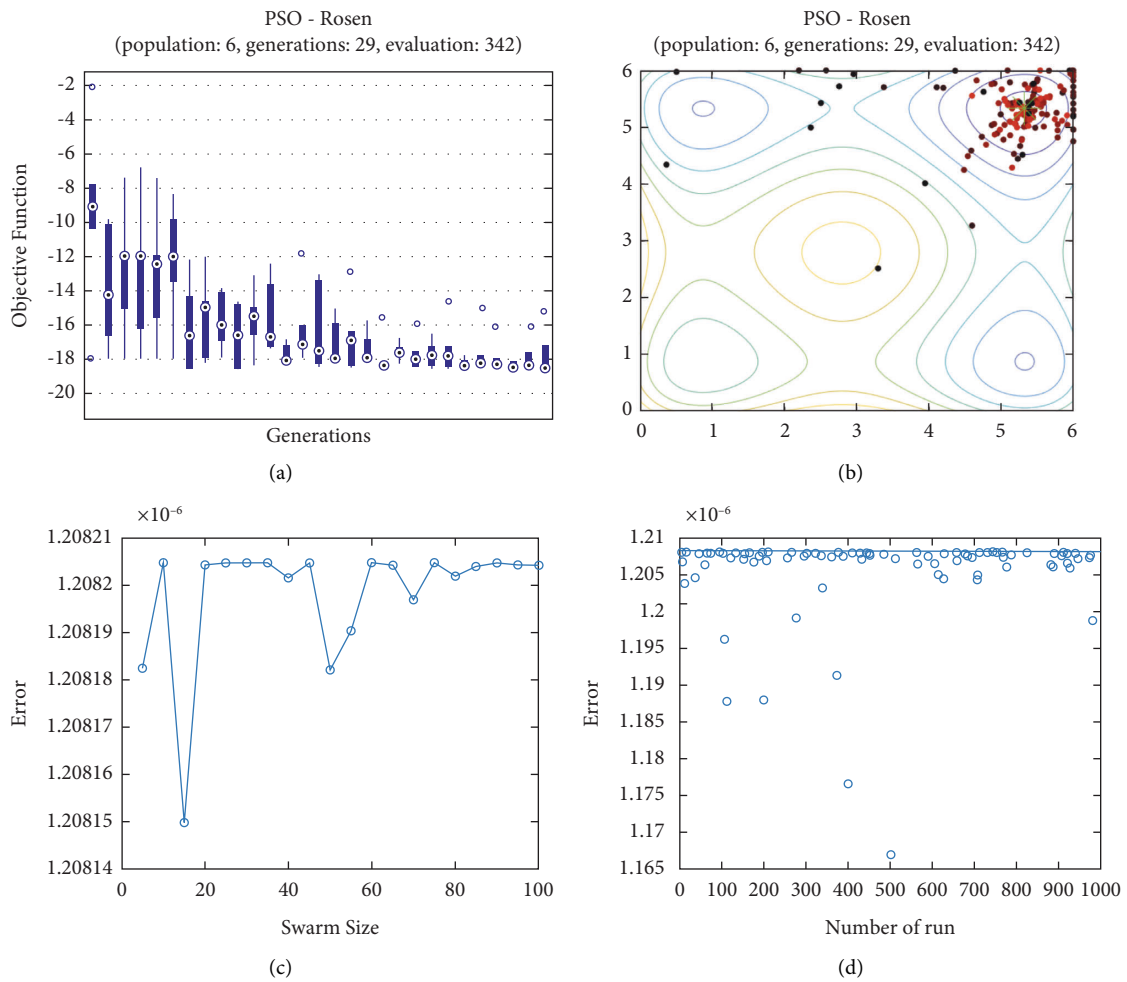 PSO - Rosen
(population: 6, generations: 29, evaluation: 342)
-2
-4
-6
-8
-10
-12
-14
-16
-18
-20
Objective Function
Generations
(a)
PSO - Rosen
(population: 6, generations: 29, evaluation: 342)
6
5
4
3
2
1
0
0 1 2 3 4 5 6
(b)
×10⁻⁶
1.20821
1.2082
1.20819
1.20818
1.20817
1.20816
1.20815
1.20814
Error
0 20 40 60 80 100
Swarm Size
(c)
×10⁻⁶
1.21
1.205
1.2
1.195
1.19
1.185
1.18
1.175
1.17
1.165
Error
0 100 200 300 400 500 600 700 800 900 1000
Number of run
(d)